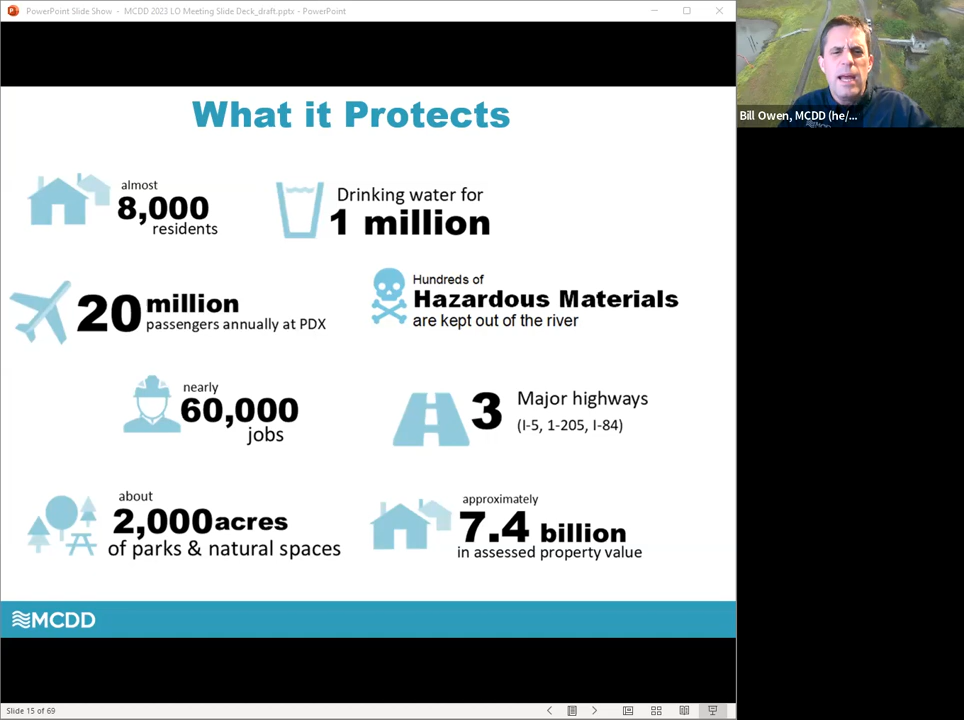 PowerPoint Slide Show - MCDD 2023 LO Meeting Slide Deck_draft.pptx - PowerPoint
Bill Owen, MCDD (he/...
What it Protects
almost
8,000
residents
Drinking water for
1 million
20 million
passengers annually at PDX
Hundreds of
Hazardous Materials
are kept out of the river
nearly
60,000
jobs
3 Major highways
(I-5, 1-205, I-84)
about
2,000 acres
of parks & natural spaces
approximately
7.4 billion
in assessed property value
MCDD
Slide 15 of 69